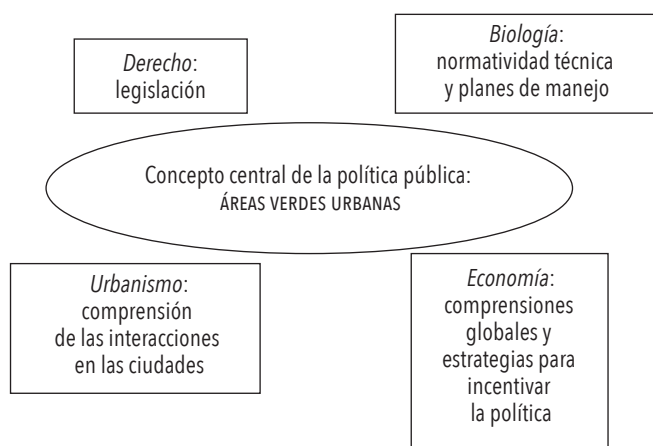 Derecho:
legislación
Biología:
normatividad técnica
y planes de manejo
Concepto central de la política pública:
ÁREAS VERDES URBANAS
Urbanismo:
comprensión
de las interacciones
en las ciudades
Economía:
comprensiones
globales y
estrategias para
incentivar
la política